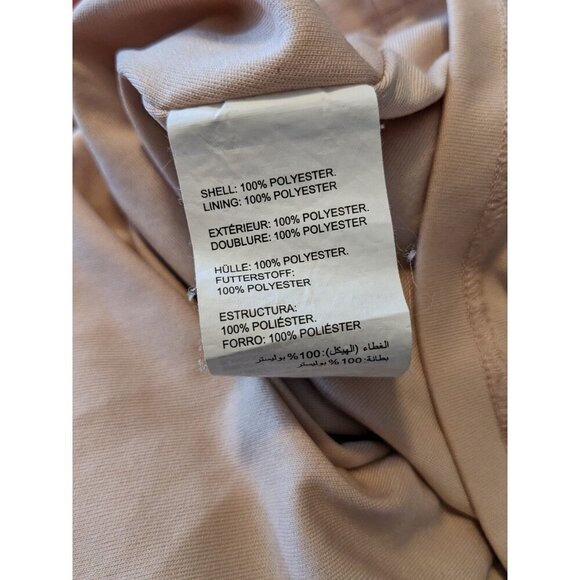 SHELL: 100% POLYESTER.
LINING: 100% POLYESTER
EXTÉRIEUR: 100% POLYESTER.
DOUBLURE: 100% POLYESTER.
HÜLLE: 100% POLYESTER.
FUTTERSTOFF:
100% POLYESTER
ESTRUCTURA:
100% POLIÉSTER.
FORRO: 100% POLIÉSTER
الغطاء (الهيكل): 100% بوليستر
بطانة: 100% بوليستر